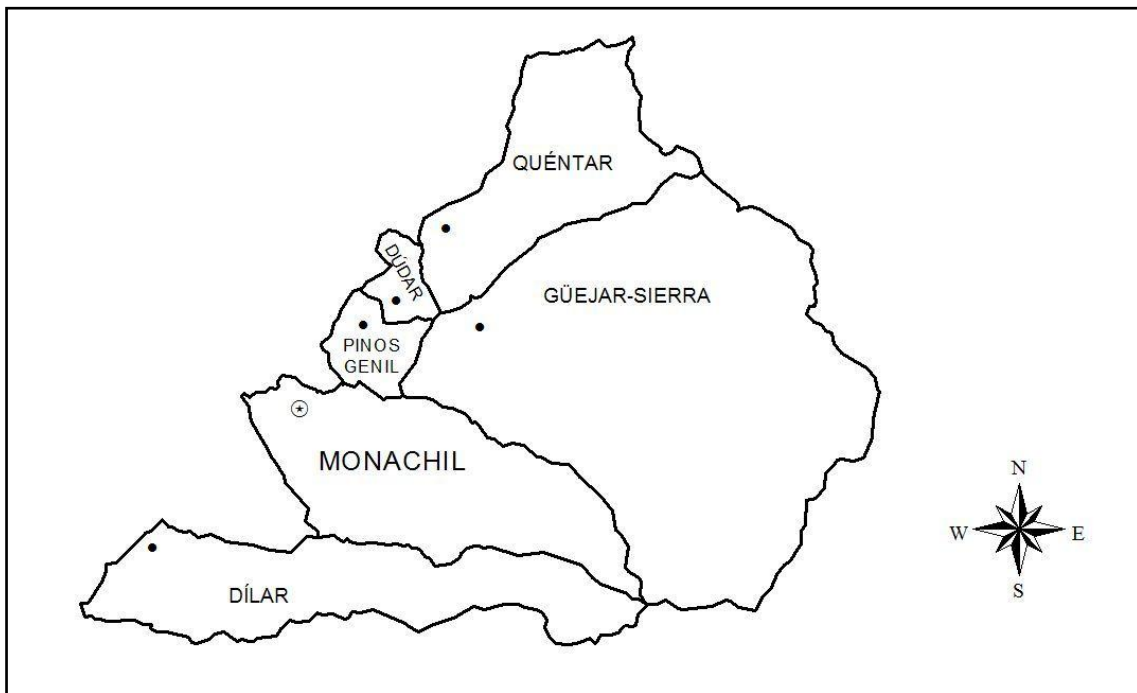 QUÉNTAR
DÚDAR
GÜEJAR-SIERRA
PINOS
GENIL
MONACHIL
DÍLAR
N
W E
S